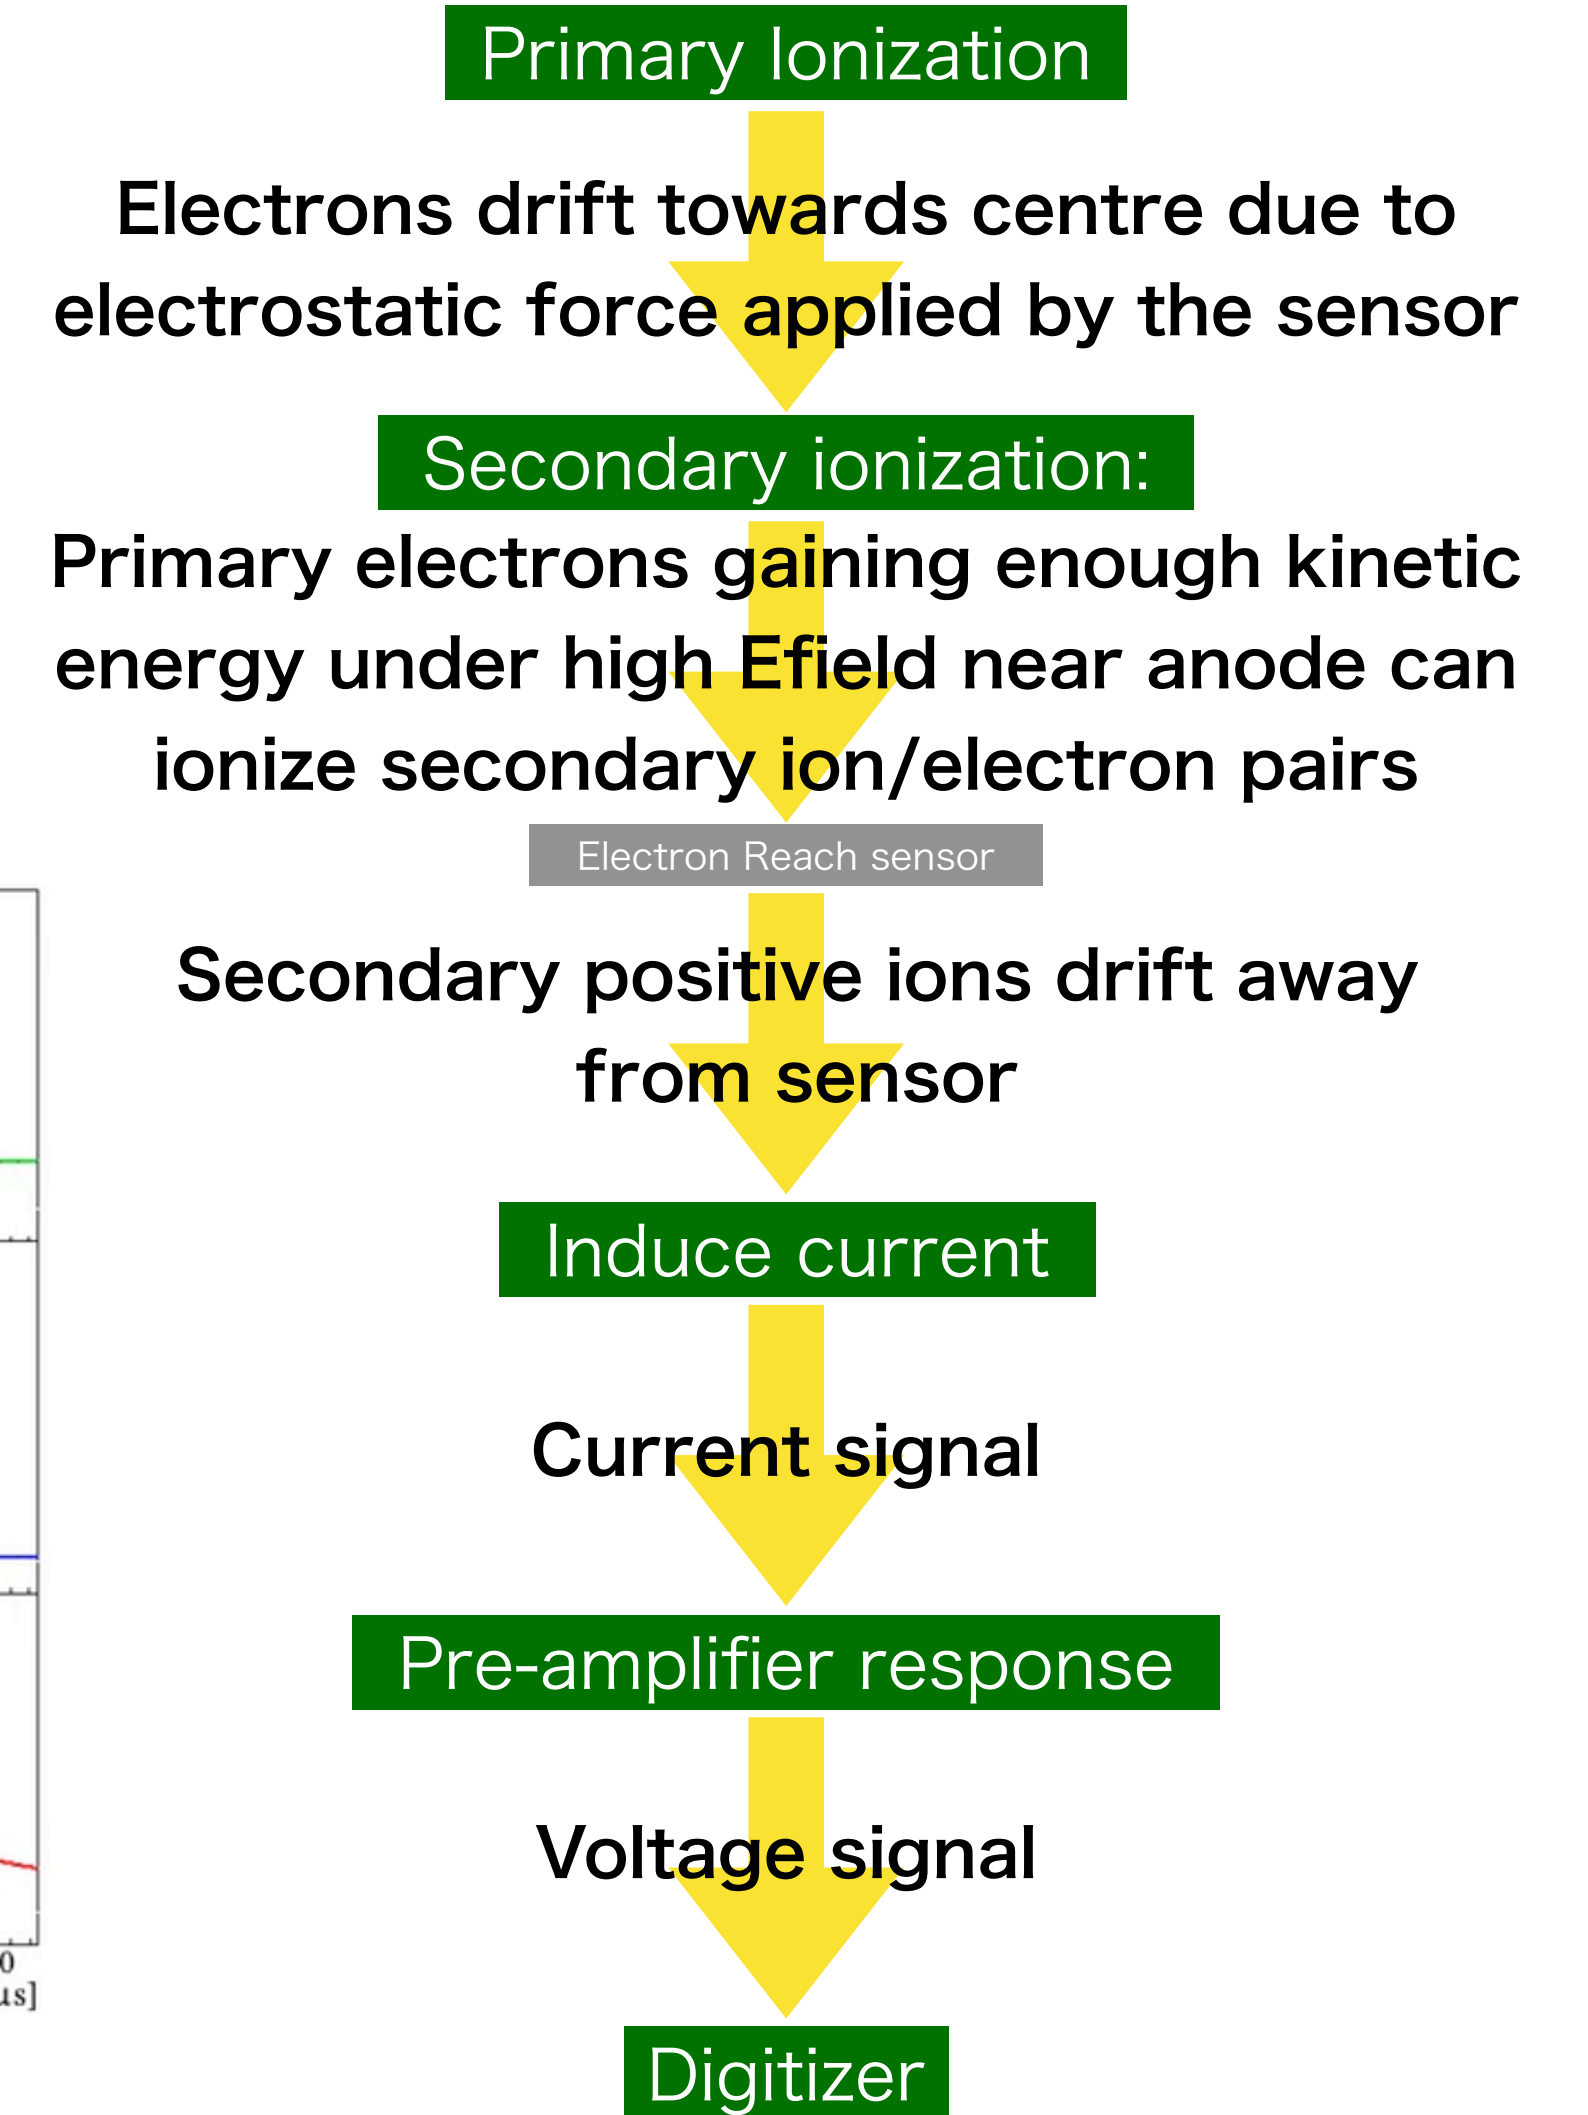 Primary Ionization
Electrons drift towards centre due to
electrostatic force applied by the sensor
Secondary ionization:
Primary electrons gaining enough kinetic
energy under high Efield near anode can
ionize secondary ion/electron pairs
Electron Reach sensor
Secondary positive ions drift away
from sensor
Induce current
Current signal
Pre-amplifier response
Voltage signal
0
μs]
Digitizer